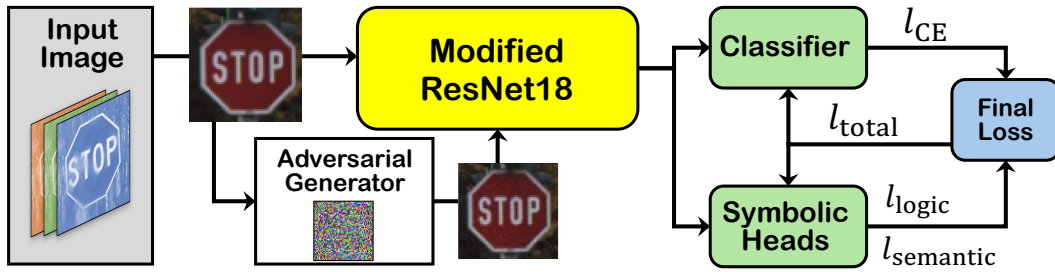 Input
Image
STOP
STOP
Adversarial
Generator
STOP
Modified
ResNet18
Classifier
Symbolic
Heads
l_CE
l_total
l_logic
l_semantic
Final
Loss